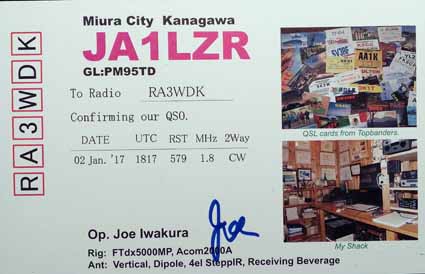 Miura City Kanagawa
JA1LZR
GL:PM95TD
To Radio RA3WDK
Confirming our QSO.
DATE UTC RST MHz 2Way
02 Jan.'17 1817 579 1.8 CW
Op. Joe Iwakura
Joe
Rig: FTdx5000MP, Acom2000A
Ant: Vertical, Dipole, 4el SteppIR, Receiving Beverage
RA3WDK
QSL cards from Topbanders.
My Shack